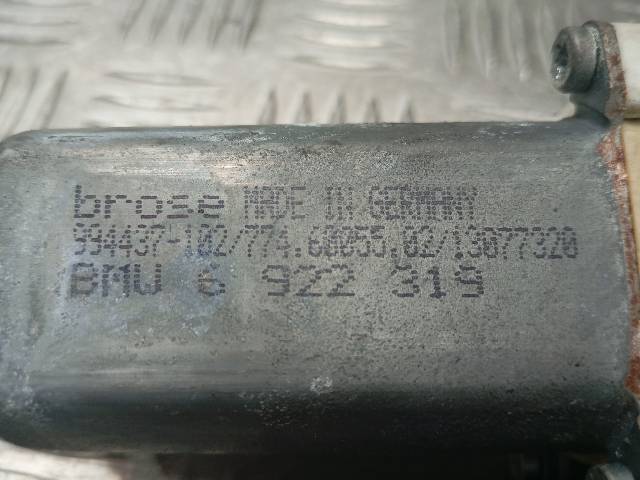 brose MADE IN GERMANY
994437-102/774.60055.02/13077320
BMW 6 922 319